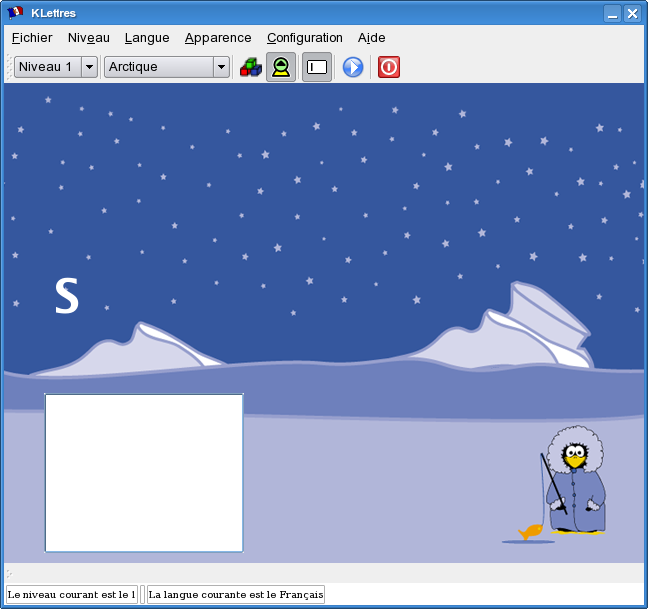 KLettres
Fichier Niveau Langue Apparence Configuration Aide
Niveau 1 Arctique
S
Le niveau courant est le 1 La langue courante est le Français